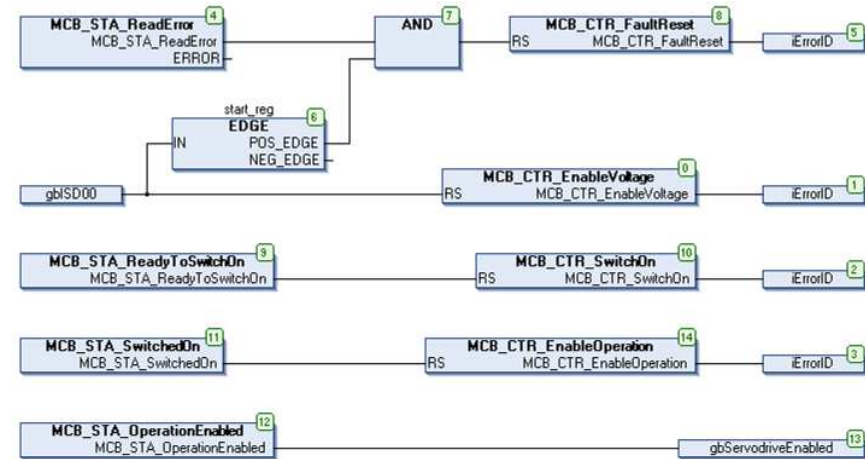 MCB_STA_ReadError 4
MCB_STA_ReadError
ERROR
AND 7
MCB_CTR_FaultReset 8
RS MCB_CTR_FaultReset
iErrorID 5
start_reg
EDGE 6
IN POS_EDGE
NEG_EDGE
gbISD00
MCB_CTR_EnableVoltage 0
RS MCB_CTR_EnableVoltage
iErrorID 1
MCB_STA_ReadyToSwitchOn 9
MCB_STA_ReadyToSwitchOn
MCB_CTR_SwitchOn 10
RS MCB_CTR_SwitchOn
iErrorID 2
MCB_STA_SwitchedOn 11
MCB_STA_SwitchedOn
MCB_CTR_EnableOperation 14
RS MCB_CTR_EnableOperation
iErrorID 3
MCB_STA_OperationEnabled 12
MCB_STA_OperationEnabled
gbServodriveEnabled 13